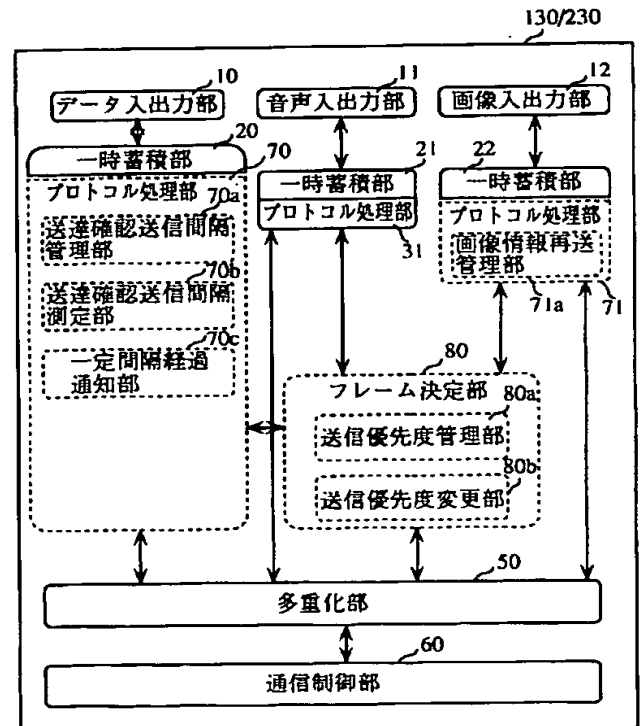 130/230
10
11
12
データ入出力部
音声入出力部
画像入出力部
20
21
22
一時蓄積部
70
一時蓄積部
一時蓄積部
プロトコル処理部
プロトコル処理部
プロトコル処理部
70a
送達確認送信間隔
管理部
31
画像情報再送
管理部
71a
71
70b
送達確認送信間隔
測定部
70c
一定間隔経過
通知部
80
フレーム決定部
80a
送信優先度管理部
80b
送信優先度変更部
50
多重化部
60
通信制御部